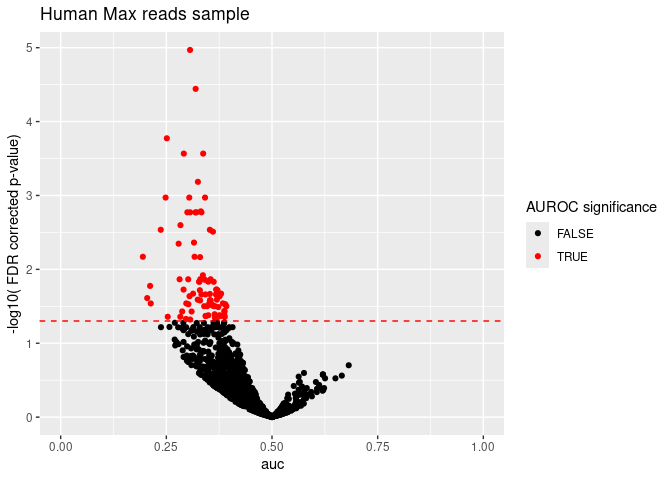 Human Max reads sample
5
4
3
2
1
0
-log10( FDR corrected p-value)
0.00
0.25
0.50
0.75
1.00
auc
AUROC significance
FALSE
TRUE